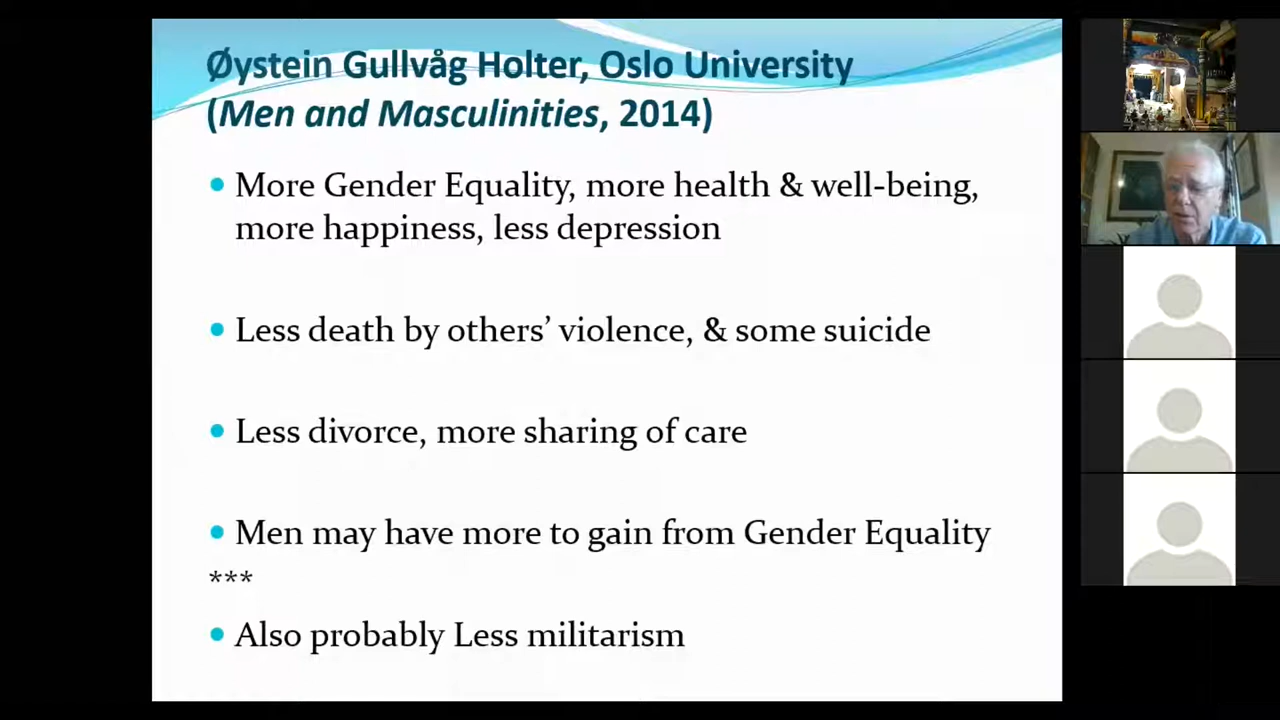 Øystein Gullvåg Holter, Oslo University
(Men and Masculinities, 2014)
• More Gender Equality, more health & well-being,
more happiness, less depression
• Less death by others’ violence, & some suicide
• Less divorce, more sharing of care
• Men may have more to gain from Gender Equality
***
• Also probably Less militarism